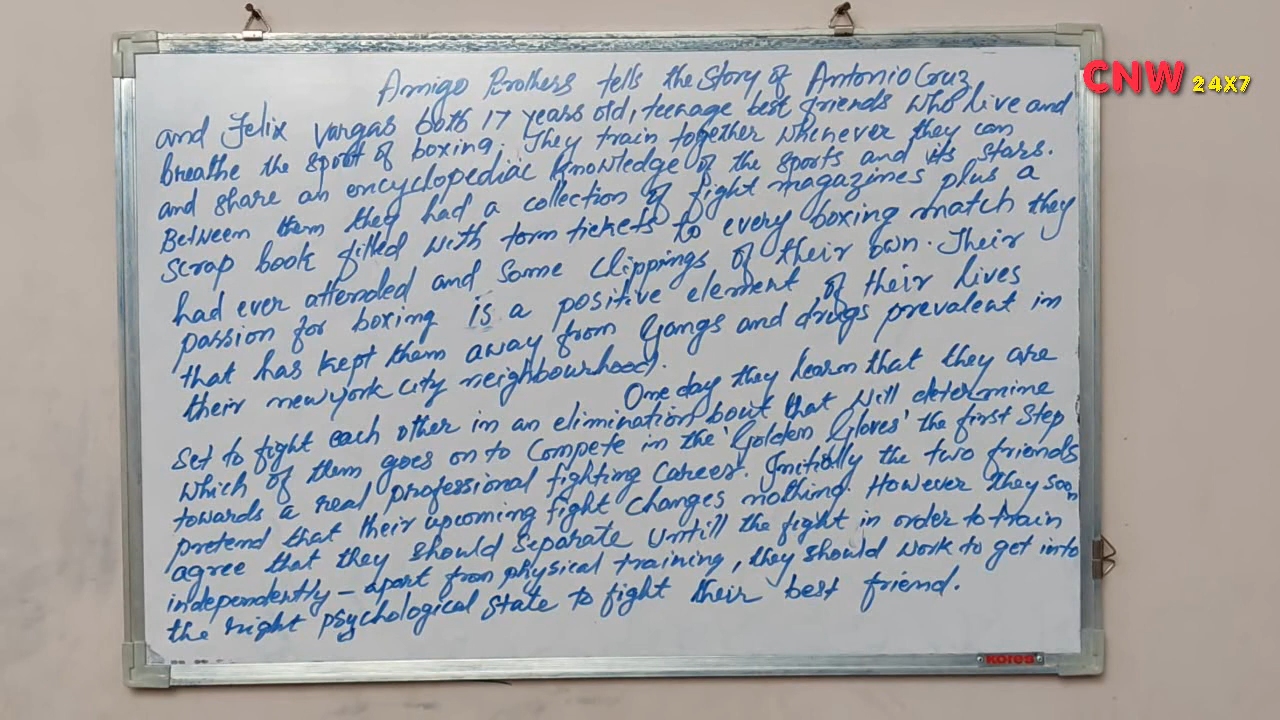 Amigo Brothers tells the story of Antonio Cruz
CNW 24X7
and Felix Vargas both 17 years old, teenage best friends who live and
breathe the sport of boxing. They train together whenever they can
and share an encyclopediac knowledge of the sports and its stars.
Between them they had a collection of fight magazines plus a
scrap book filled with torn tickets to every boxing match they
had ever attended and some clippings of their own. Their
passion for boxing is a positive element of their lives
that has kept them away from Gangs and drugs prevalent in
their newyork city neighbourhood.
One day they learn that they are
Set to fight each other in an elimination bout that will determine
which of them goes on to compete in the 'Golden Gloves' the first step
towards a real professional fighting career. Initially the two friends
pretend that their upcoming fight changes nothing. However they soon
agree that they should separate untill the fight in order to train
independently - apart from physical training, they should work to get into
the right psychological state to fight their best friend.
Kores